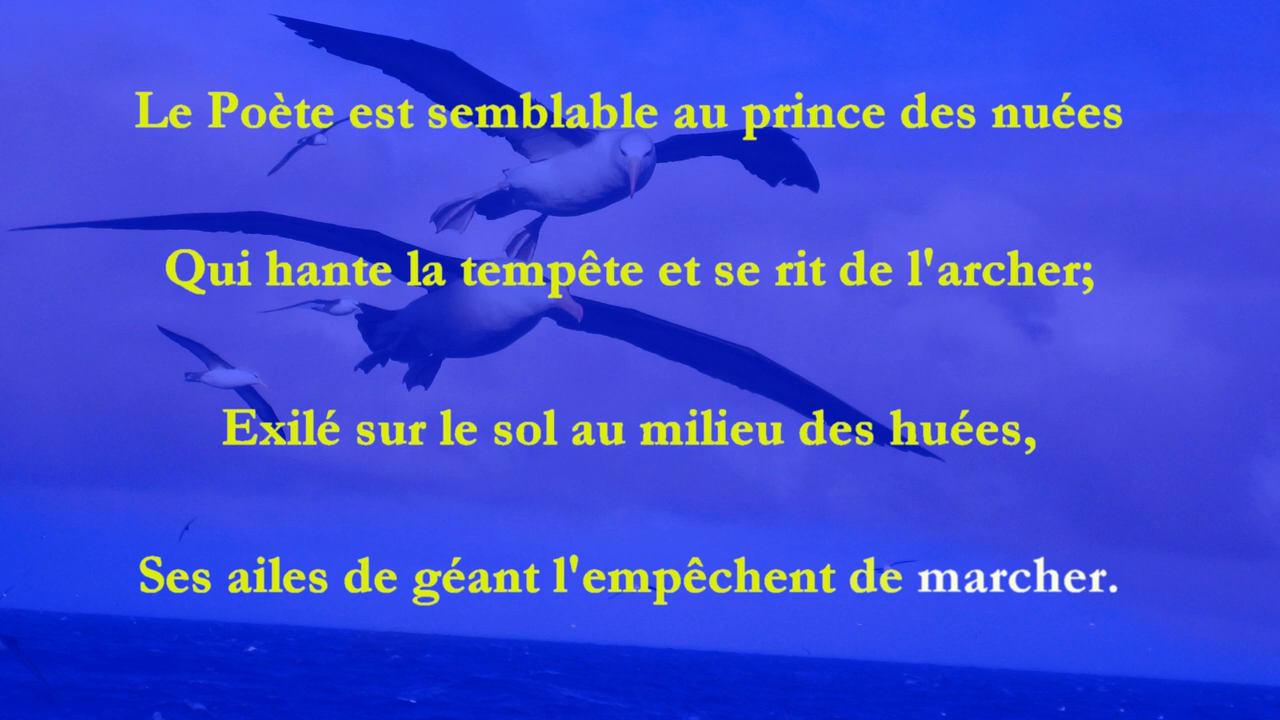 Le Poète est semblable au prince des nuées
Qui hante la tempête et se rit de l'archer;
Exilé sur le sol au milieu des huées,
Ses ailes de géant l'empêchent de marcher.